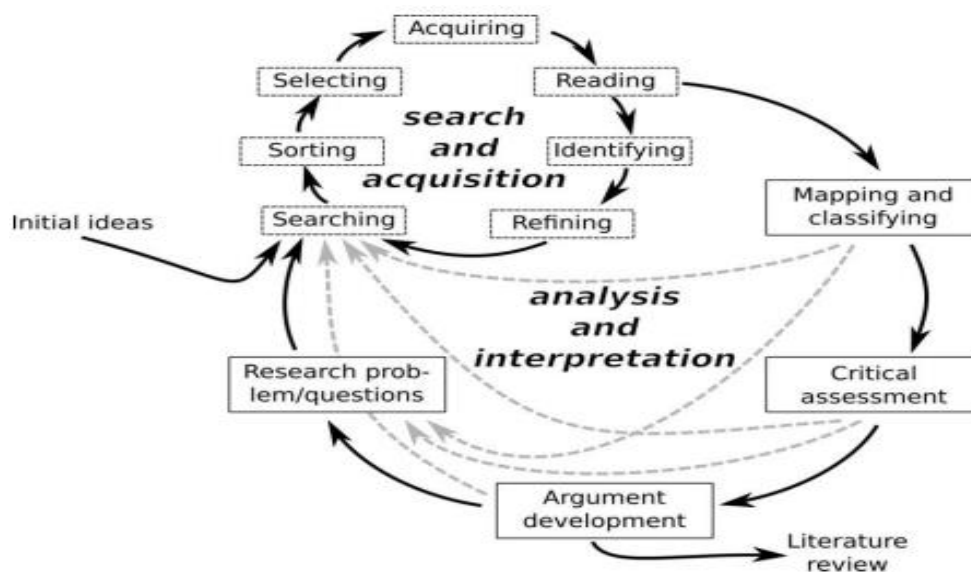 Acquiring
Selecting
Reading
search
and
acquisition
Sorting
Identifying
Searching
Refining
Initial ideas
Mapping and
classifying
analysis
and
interpretation
Research prob-
lem/questions
Critical
assessment
Argument
development
Literature
review